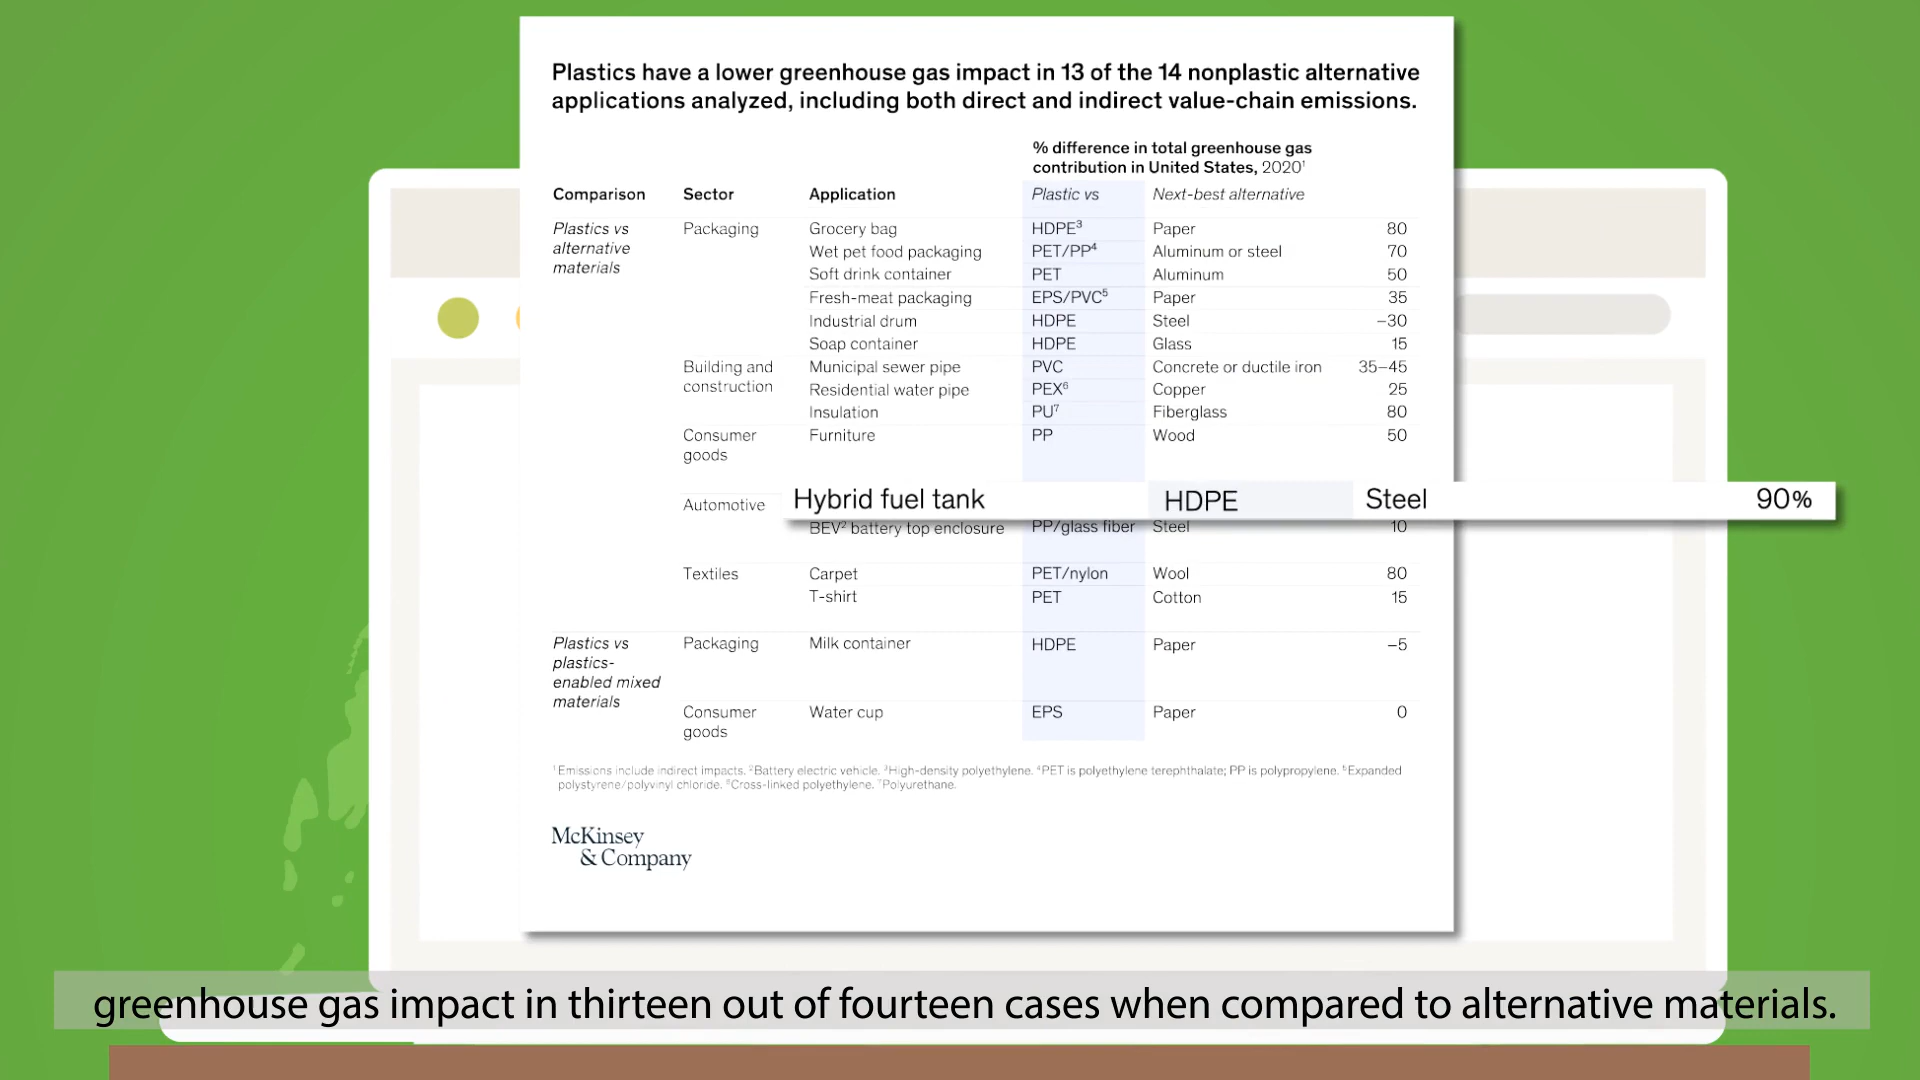 Plastics have a lower greenhouse gas impact in 13 of the 14 nonplastic alternative
applications analyzed, including both direct and indirect value-chain emissions.
% difference in total greenhouse gas
contribution in United States, 2020¹
Comparison Sector Application Plastic vs Next-best alternative
Plastics vs Packaging Grocery bag HDPE³ Paper 80
alternative Wet pet food packaging PET/PP⁴ Aluminum or steel 70
materials Soft drink container PET Aluminum 50
Fresh-meat packaging EPS/PVC⁵ Paper 35
Industrial drum HDPE Steel –30
Soap container HDPE Glass 15
Building and Municipal sewer pipe PVC Concrete or ductile iron 35–45
construction Residential water pipe PEX⁶ Copper 25
Insulation PU⁷ Fiberglass 80
Consumer Furniture PP Wood 50
goods
Automotive Hybrid fuel tank HDPE Steel 90%
BEV² battery top enclosure PP/glass fiber Steel 10
Textiles Carpet PET/nylon Wool 80
T-shirt PET Cotton 15
Plastics vs Packaging Milk container HDPE Paper –5
plastics-
enabled mixed
materials
Consumer Water cup EPS Paper 0
goods
¹Emissions include indirect impacts. ²Battery electric vehicle. ³High-density polyethylene. ⁴PET is polyethylene terephthalate; PP is polypropylene. ⁵Expanded
polystyrene/polyvinyl chloride. ⁶Cross-linked polyethylene. ⁷Polyurethane.
McKinsey
& Company
greenhouse gas impact in thirteen out of fourteen cases when compared to alternative materials.